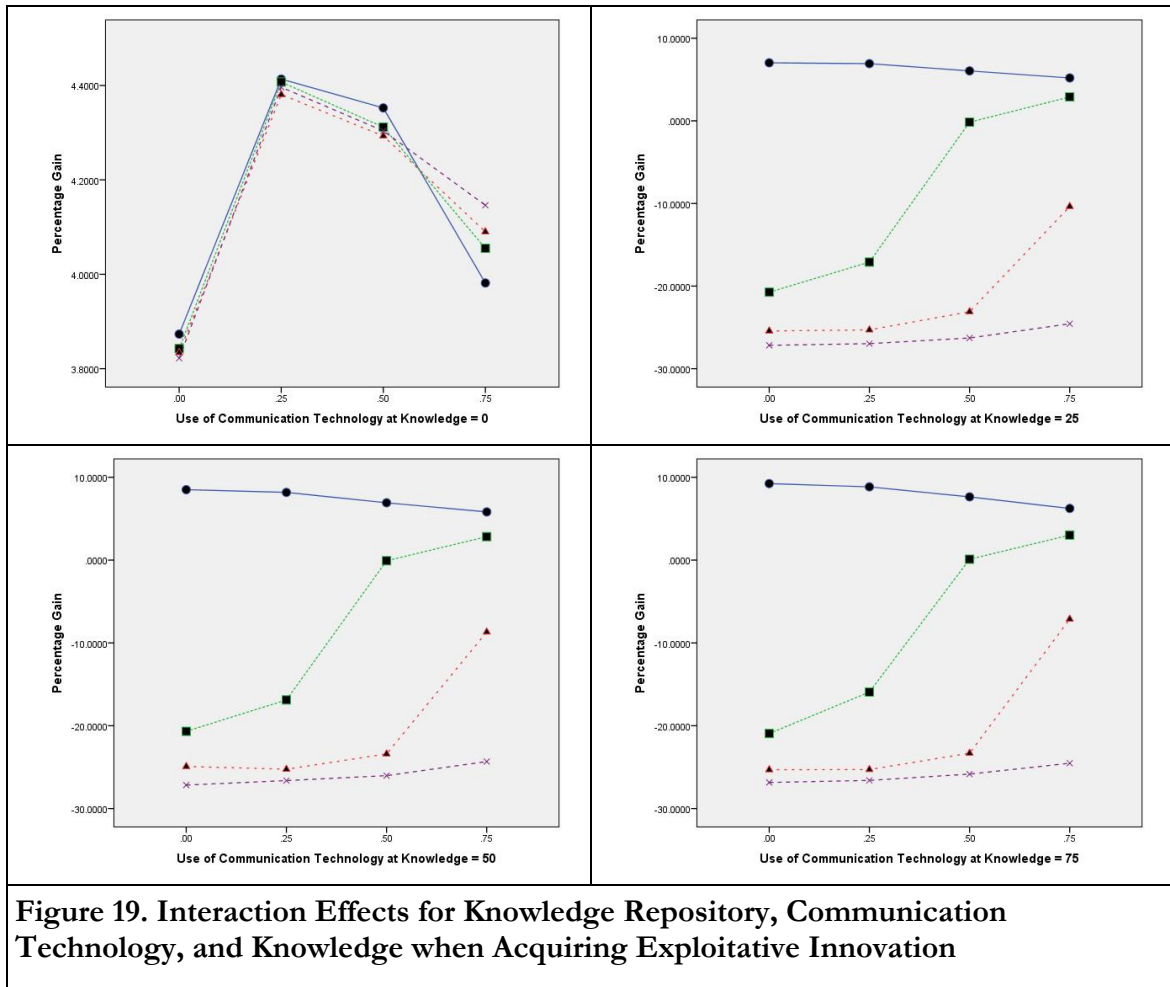 4.4000
4.2000
4.0000
3.8000
Percentage Gain
.00 .25 .50 .75
Use of Communication Technology at Knowledge = 0
10.0000
.0000
-10.0000
-20.0000
-30.0000
Percentage Gain
.00 .25 .50 .75
Use of Communication Technology at Knowledge = 25
10.0000
.0000
-10.0000
-20.0000
-30.0000
Percentage Gain
.00 .25 .50 .75
Use of Communication Technology at Knowledge = 50
10.0000
.0000
-10.0000
-20.0000
-30.0000
Percentage Gain
.00 .25 .50 .75
Use of Communication Technology at Knowledge = 75
Figure 19. Interaction Effects for Knowledge Repository, Communication
Technology, and Knowledge when Acquiring Exploitative Innovation